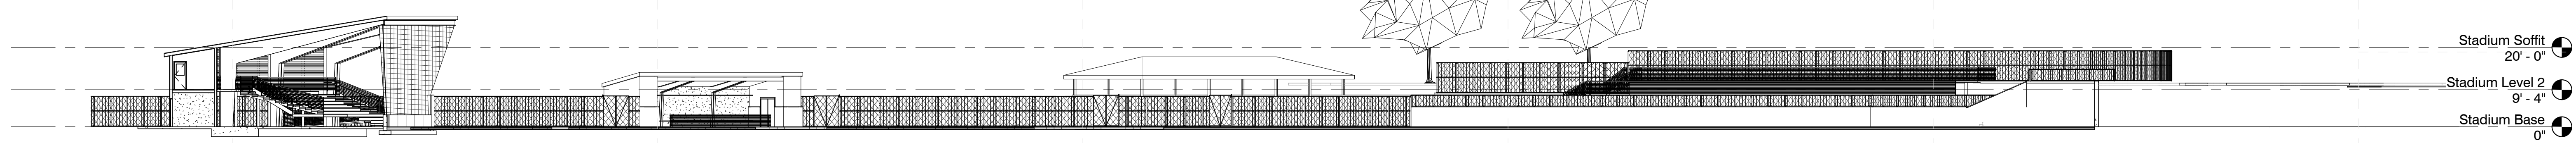 Stadium Soffit
20' - 0"
Stadium Level 2
9' - 4"
Stadium Base
0"